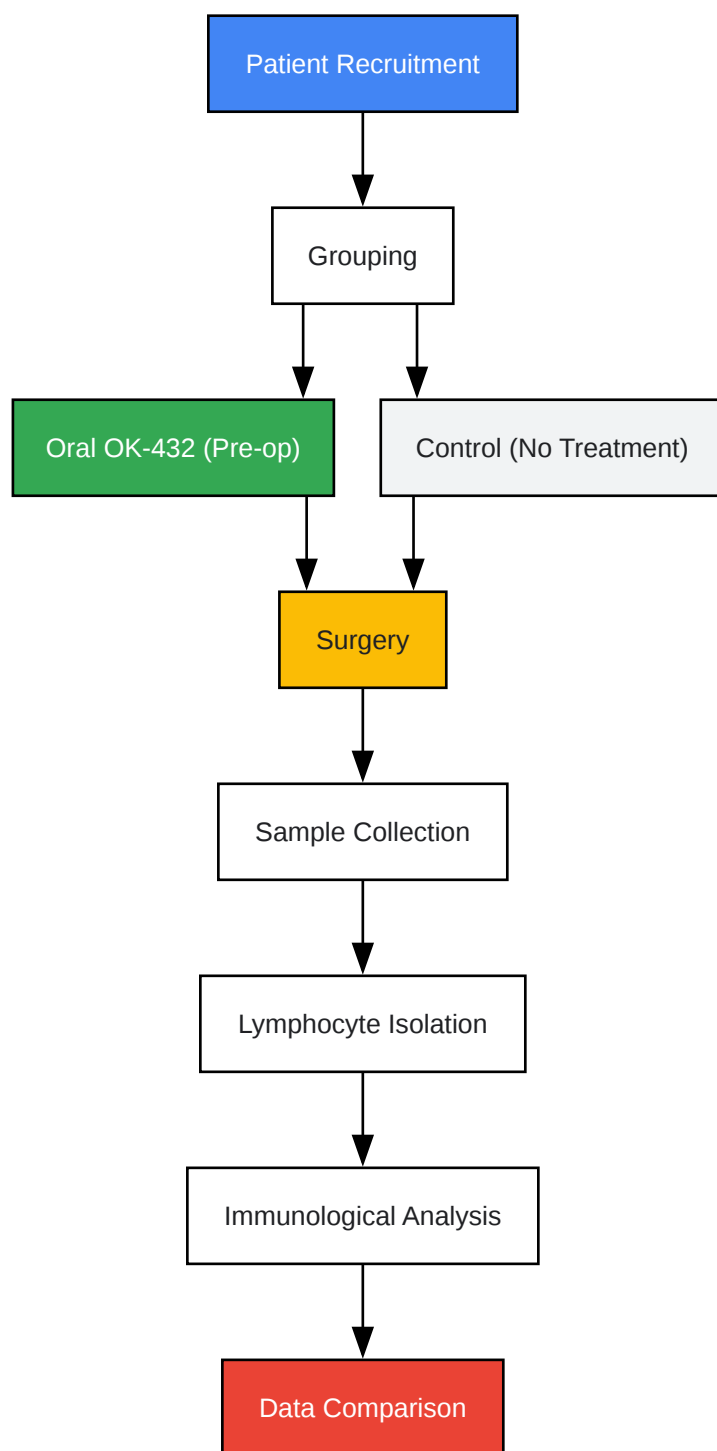 Patient Recruitment
Grouping
Oral OK-432 (Pre-op)
Control (No Treatment)
Surgery
Sample Collection
Lymphocyte Isolation
Immunological Analysis
Data Comparison